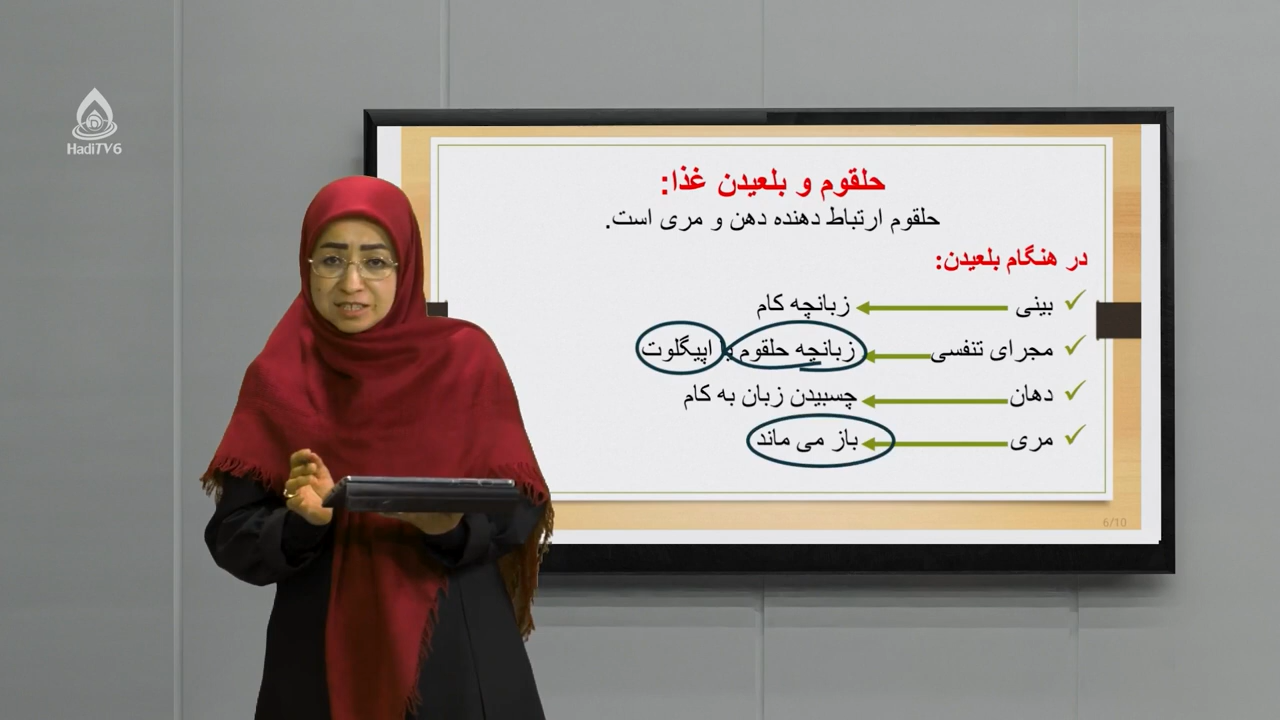 HadiTV6
حلقوم و بلعیدن غذا:
حلقوم ارتباط دهنده دهن و مری است.
در هنگام بلعیدن:
✓ بینی ← زبانچه کام
✓ مجرای تنفسی ← زبانچه حلقوم یا اپیگلوت
✓ دهان ← چسبیدن زبان به کام
✓ مری ← باز می ماند
6/10